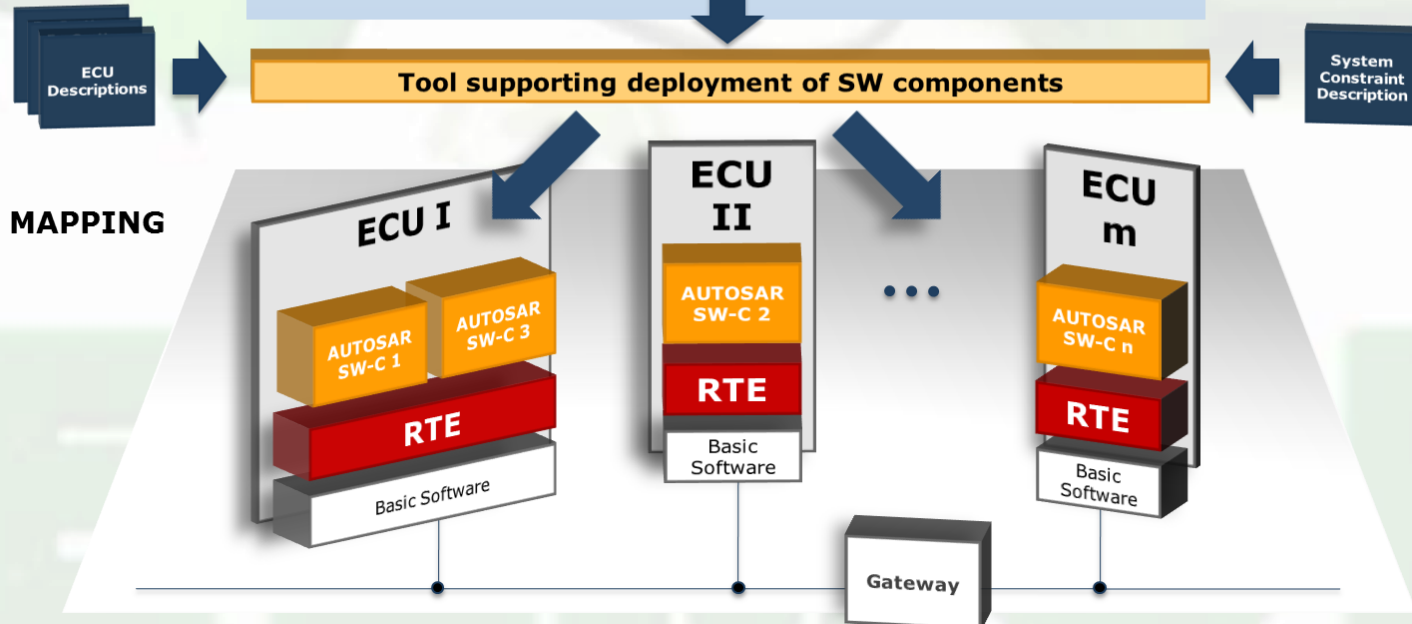 ECU
Descriptions
Tool supporting deployment of SW components
System
Constraint
Description
MAPPING
ECU I
ECU
II
ECU
m
AUTOSAR
SW-C 1
AUTOSAR
SW-C 3
AUTOSAR
SW-C 2
AUTOSAR
SW-C n
RTE
RTE
RTE
Basic Software
Basic
Software
Basic
Software
Gateway